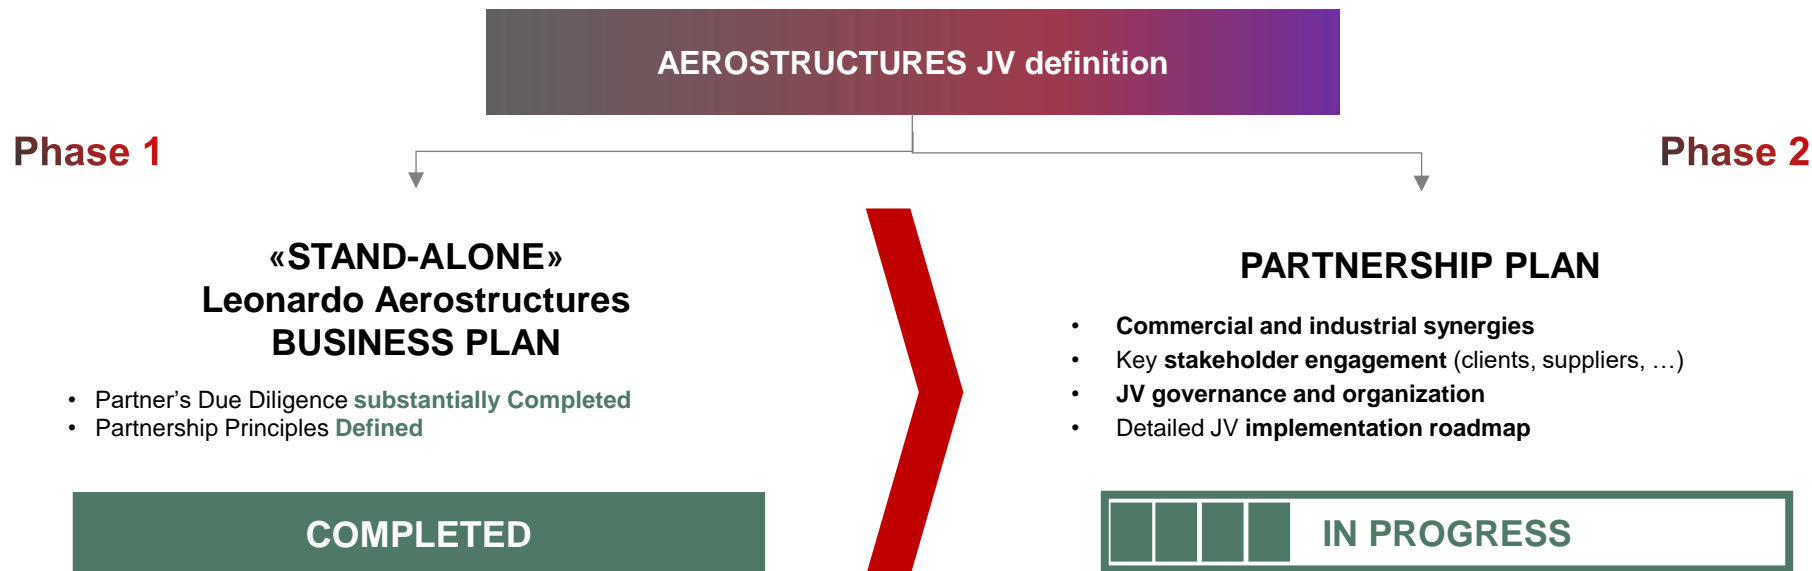 AEROSTRUCTURES JV definition
Phase 1
Phase 2
«STAND-ALONE»
Leonardo Aerostructures
BUSINESS PLAN
• Partner's Due Diligence substantially Completed
• Partnership Principles Defined
COMPLETED
PARTNERSHIP PLAN
• Commercial and industrial synergies
• Key stakeholder engagement (clients, suppliers, …)
• JV governance and organization
• Detailed JV implementation roadmap
IN PROGRESS